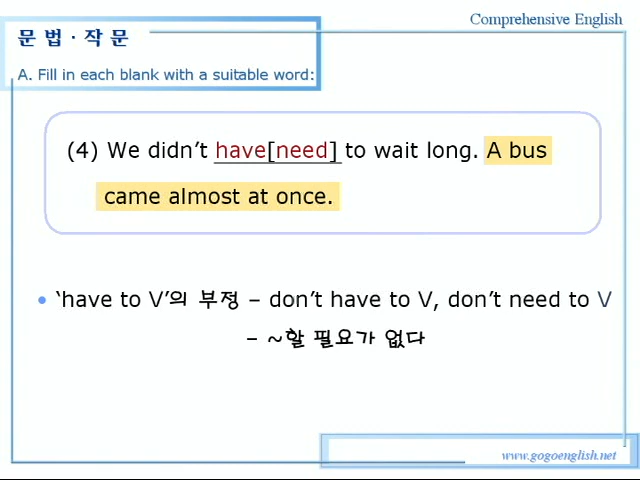 Comprehensive English
문 법 · 작 문
A. Fill in each blank with a suitable word:
(4) We didn’t have[need] to wait long. A bus
came almost at once.
• ‘have to V’의 부정 – don’t have to V, don’t need to V
– ~할 필요가 없다
www.gogoenglish.net